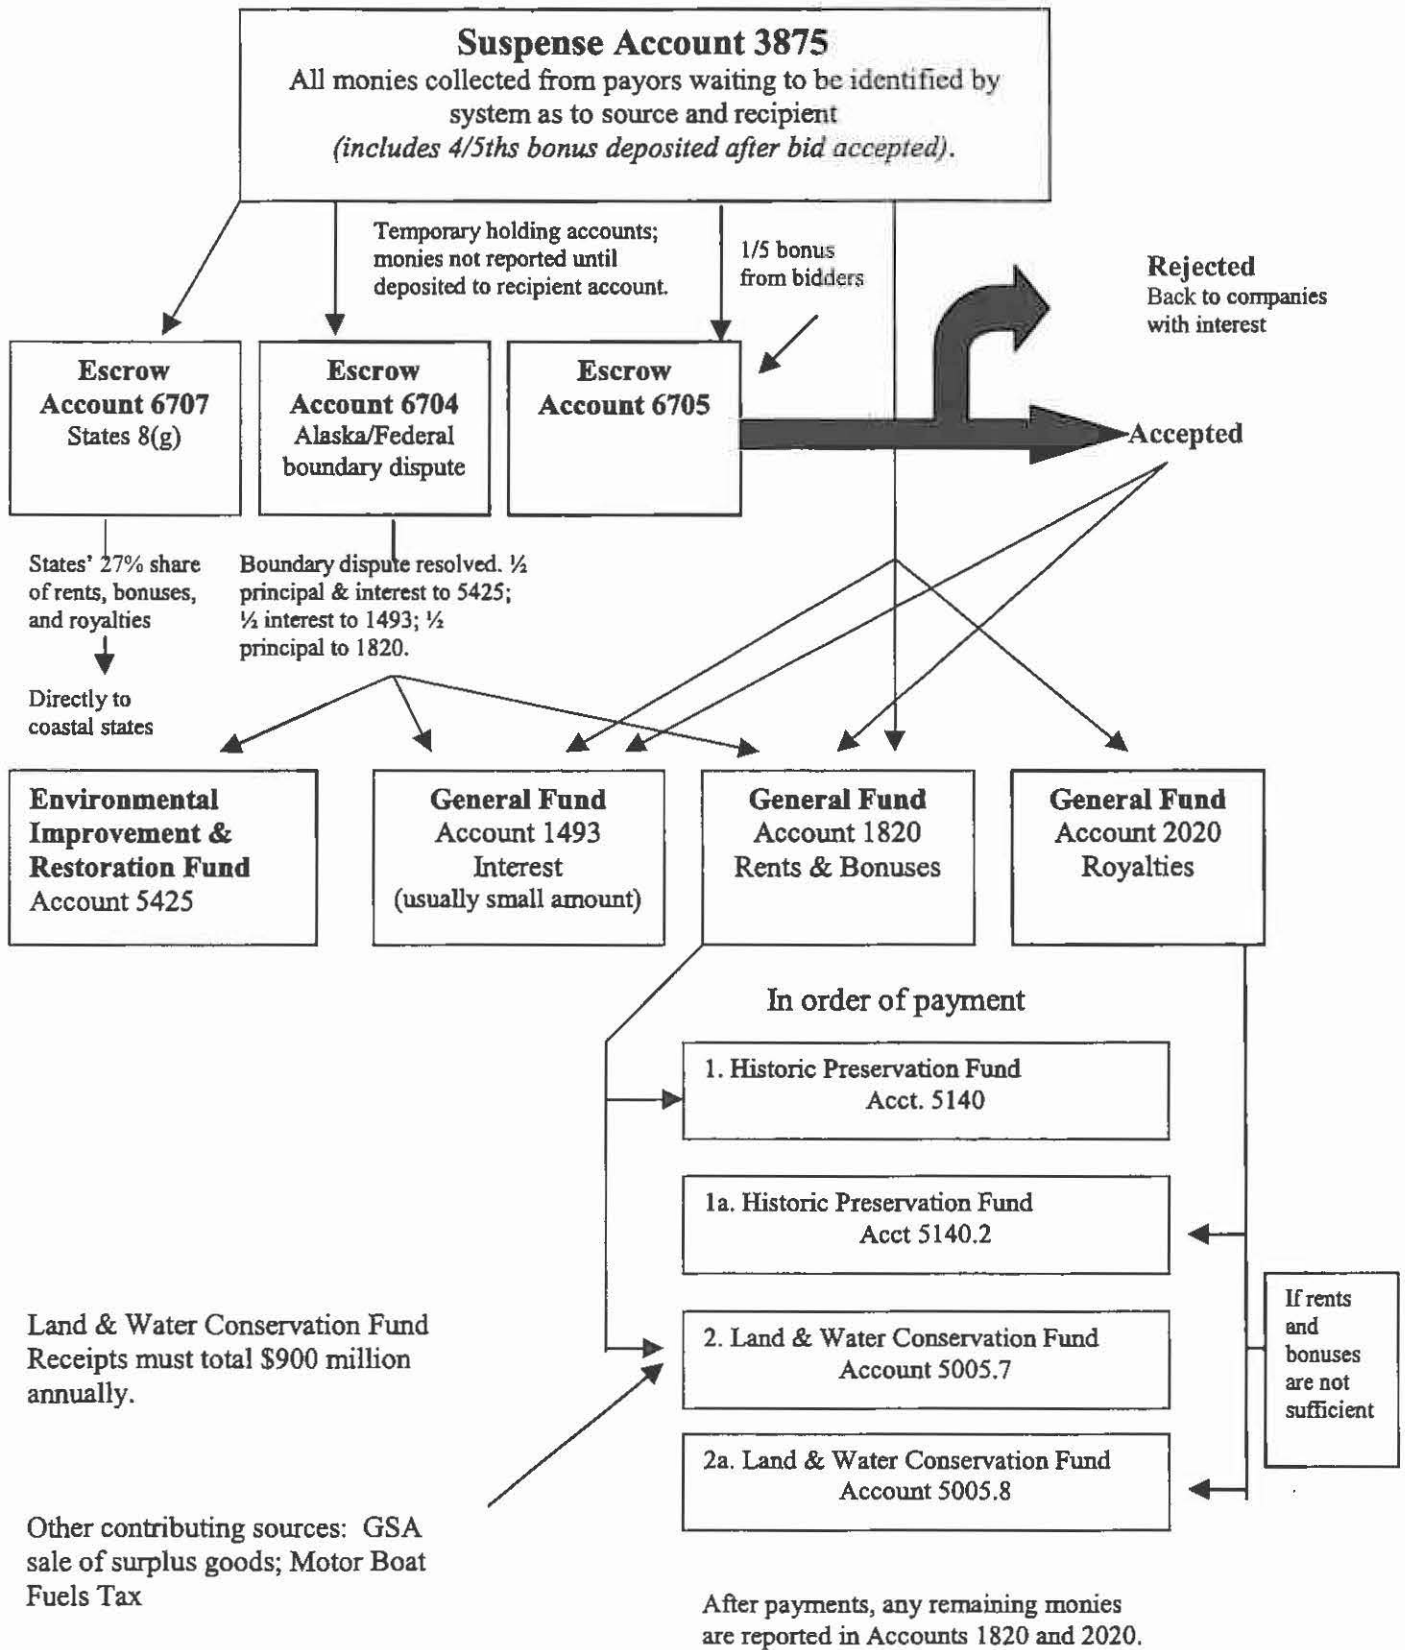 Suspense Account 3875
All monies collected from payors waiting to be identified by
system as to source and recipient
(includes 4/5ths bonus deposited after bid accepted).
Temporary holding accounts;
monies not reported until
deposited to recipient account.
1/5 bonus
from bidders
Rejected
Back to companies
with interest
Escrow
Account 6707
States 8(g)
Escrow
Account 6704
Alaska/Federal
boundary dispute
Escrow
Account 6705
Accepted
States' 27% share
of rents, bonuses,
and royalties
Directly to
coastal states
Boundary dispute resolved. ½
principal & interest to 5425;
½ interest to 1493; ½
principal to 1820.
Environmental
Improvement &
Restoration Fund
Account 5425
General Fund
Account 1493
Interest
(usually small amount)
General Fund
Account 1820
Rents & Bonuses
General Fund
Account 2020
Royalties
In order of payment
1. Historic Preservation Fund
Acct. 5140
1a. Historic Preservation Fund
Acct 5140.2
2. Land & Water Conservation Fund
Account 5005.7
2a. Land & Water Conservation Fund
Account 5005.8
If rents
and
bonuses
are not
sufficient
Land & Water Conservation Fund
Receipts must total $900 million
annually.
Other contributing sources: GSA
sale of surplus goods; Motor Boat
Fuels Tax
After payments, any remaining monies
are reported in Accounts 1820 and 2020.